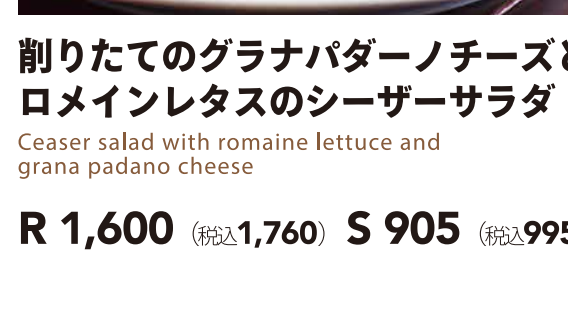 削りたてのグラナパダーノチーズと
ロメインレタスのシーザーサラダ
Ceaser salad with romaine lettuce and
grana padano cheese
R 1,600 (税込1,760) S 905 (税込995